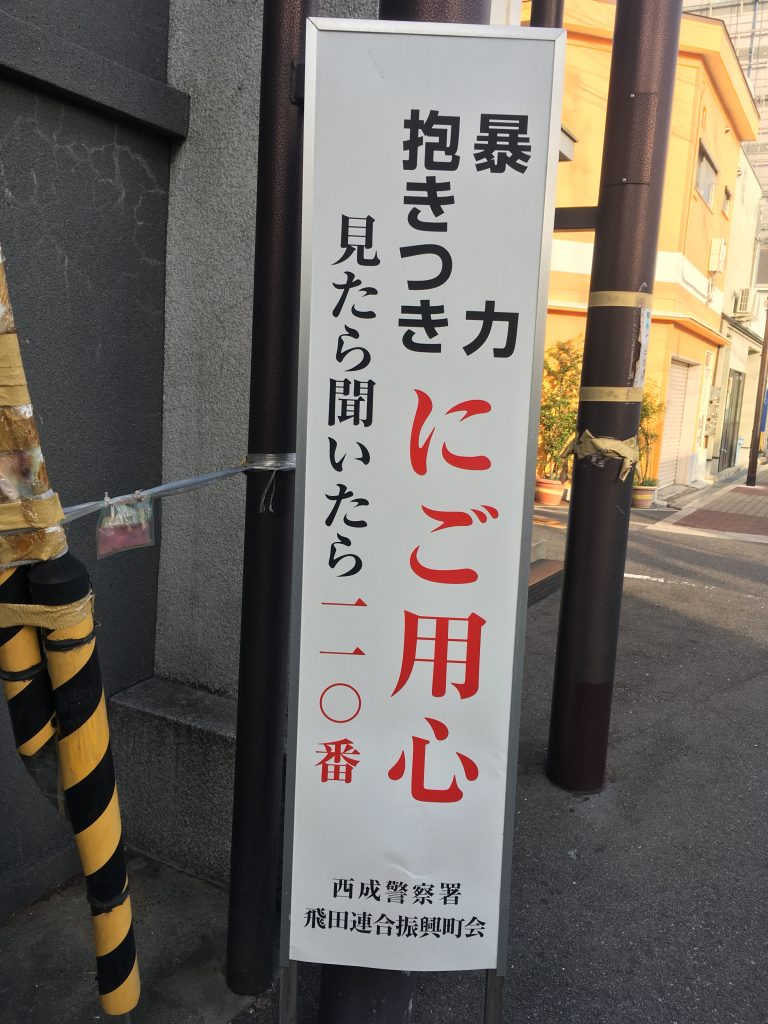 暴力
抱きつき
にご用心
見たら聞いたら一一〇番
西成警察署
飛田連合振興町会